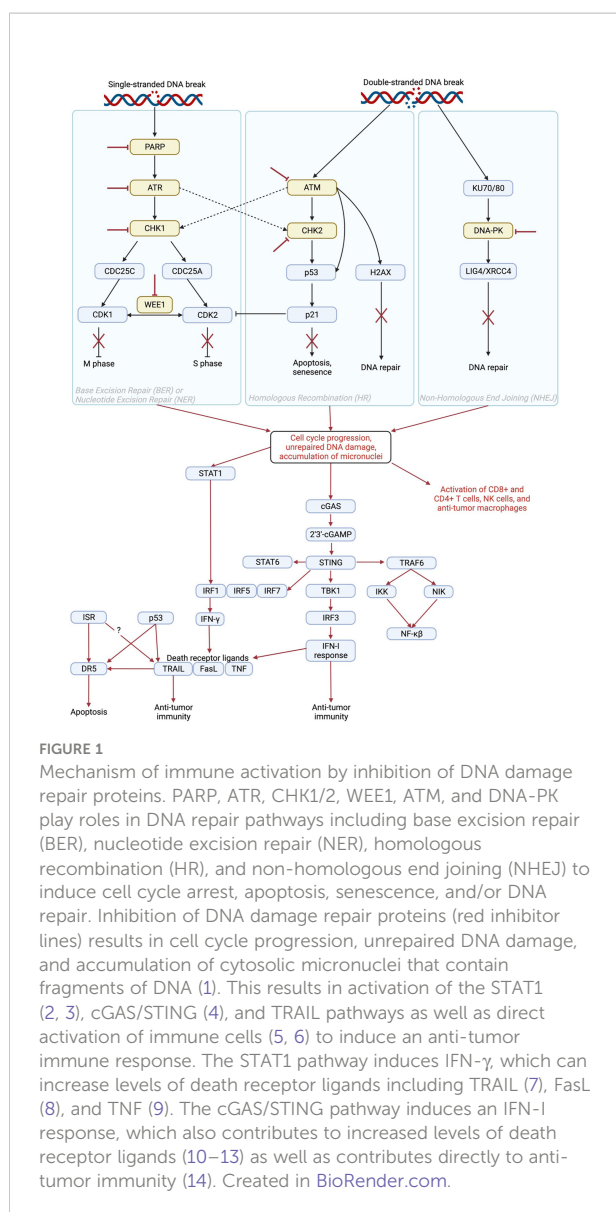 Single-stranded DNA break
Double-stranded DNA break
PARP
ATR
ATM
KU70/80
CHK1
CHK2
DNA-PK
CDC25C
CDC25A
p53
H2AX
LIG4/XRCC4
WEE1
CDK1
CDK2
p21
M phase
S phase
Apoptosis,
senesence
DNA repair
DNA repair
Base Excision Repair (BER) or
Nucleotide Excision Repair (NER)
Homologous Recombination (HR)
Non-Homologous End Joining (NHEJ)
Cell cycle progression,
unrepaired DNA damage,
accumulation of micronuclei
STAT1
Activation of CD8+ and
CD4+ T cells, NK cells, and
anti-tumor macrophages
cGAS
2'3'-cGAMP
STAT6
STING
TRAF6
IRF1
IRF5
IRF7
TBK1
IKK
NIK
ISR
p53
IFN-γ
IRF3
NF-κβ
?
Death receptor ligands
IFN-I
response
DR5
TRAIL
FasL
TNF
Apoptosis
Anti-tumor
immunity
Anti-tumor
immunity
FIGURE 1
Mechanism of immune activation by inhibition of DNA damage
repair proteins. PARP, ATR, CHK1/2, WEE1, ATM, and DNA-PK
play roles in DNA repair pathways including base excision repair
(BER), nucleotide excision repair (NER), homologous
recombination (HR), and non-homologous end joining (NHEJ) to
induce cell cycle arrest, apoptosis, senescence, and/or DNA
repair. Inhibition of DNA damage repair proteins (red inhibitor
lines) results in cell cycle progression, unrepaired DNA damage,
and accumulation of cytosolic micronuclei that contain
fragments of DNA (1). This results in activation of the STAT1
(2, 3), cGAS/STING (4), and TRAIL pathways as well as direct
activation of immune cells (5, 6) to induce an anti-tumor
immune response. The STAT1 pathway induces IFN-γ, which can
increase levels of death receptor ligands including TRAIL (7), FasL
(8), and TNF (9). The cGAS/STING pathway induces an IFN-I
response, which also contributes to increased levels of death
receptor ligands (10–13) as well as contributes directly to anti-
tumor immunity (14). Created in BioRender.com.